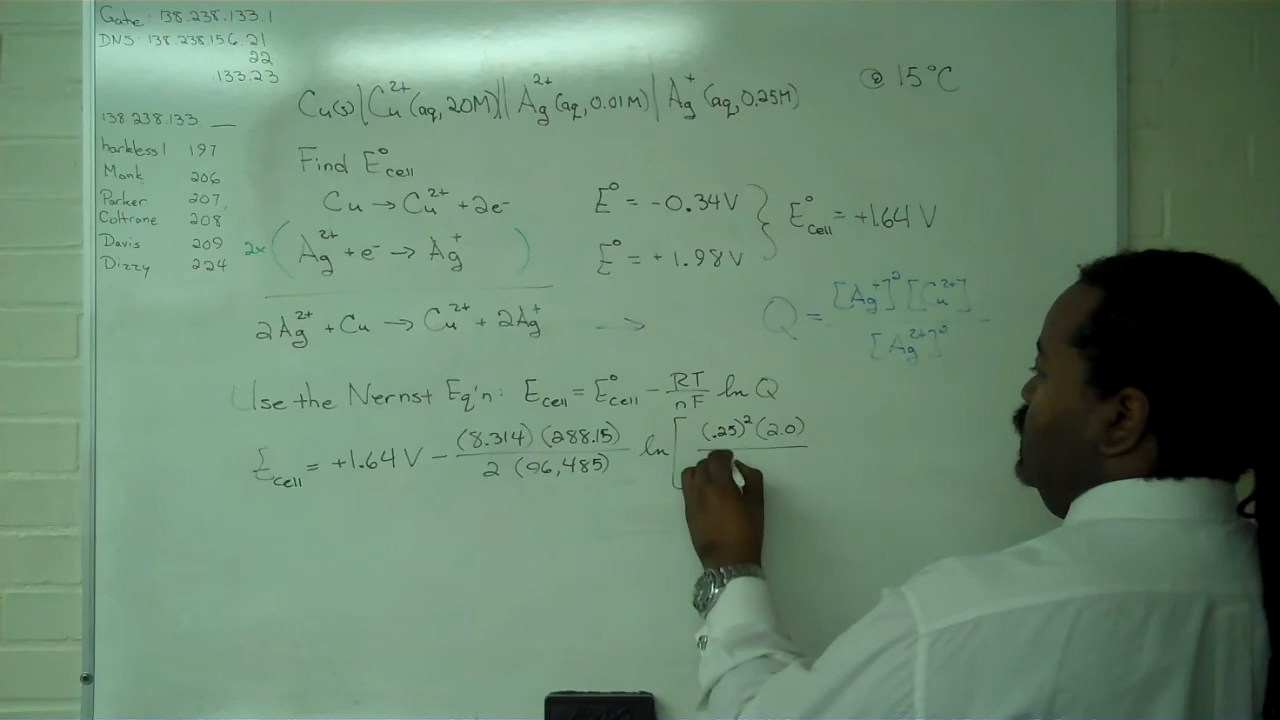 Gate: 138.238.133.1
DNS: 138.238.156.21
22
133.23
138.238.133 __
harkless1 197
Monk 206
Parker 207
Coltrane 208
Davis 209
Dizzy 224
Cu(s)|Cu²⁺(aq, 2.0M)||Ag²⁺(aq, 0.01M)|Ag⁺(aq, 0.25M) @ 15°C
Find E°cell
Cu → Cu²⁺ + 2e⁻ E° = -0.34V
E°cell = +1.64 V
2x (Ag²⁺ + e⁻ → Ag⁺) E° = +1.98V
2Ag²⁺ + Cu → Cu²⁺ + 2Ag⁺ → Q = [Ag⁺]²[Cu²⁺] / [Ag²⁺]²
Use the Nernst Eq'n: Ecell = E°cell - RT/nF ln Q
Ecell = +1.64V - (8.314)(288.15) / 2(96,485) ln[(.25)²(2.0)